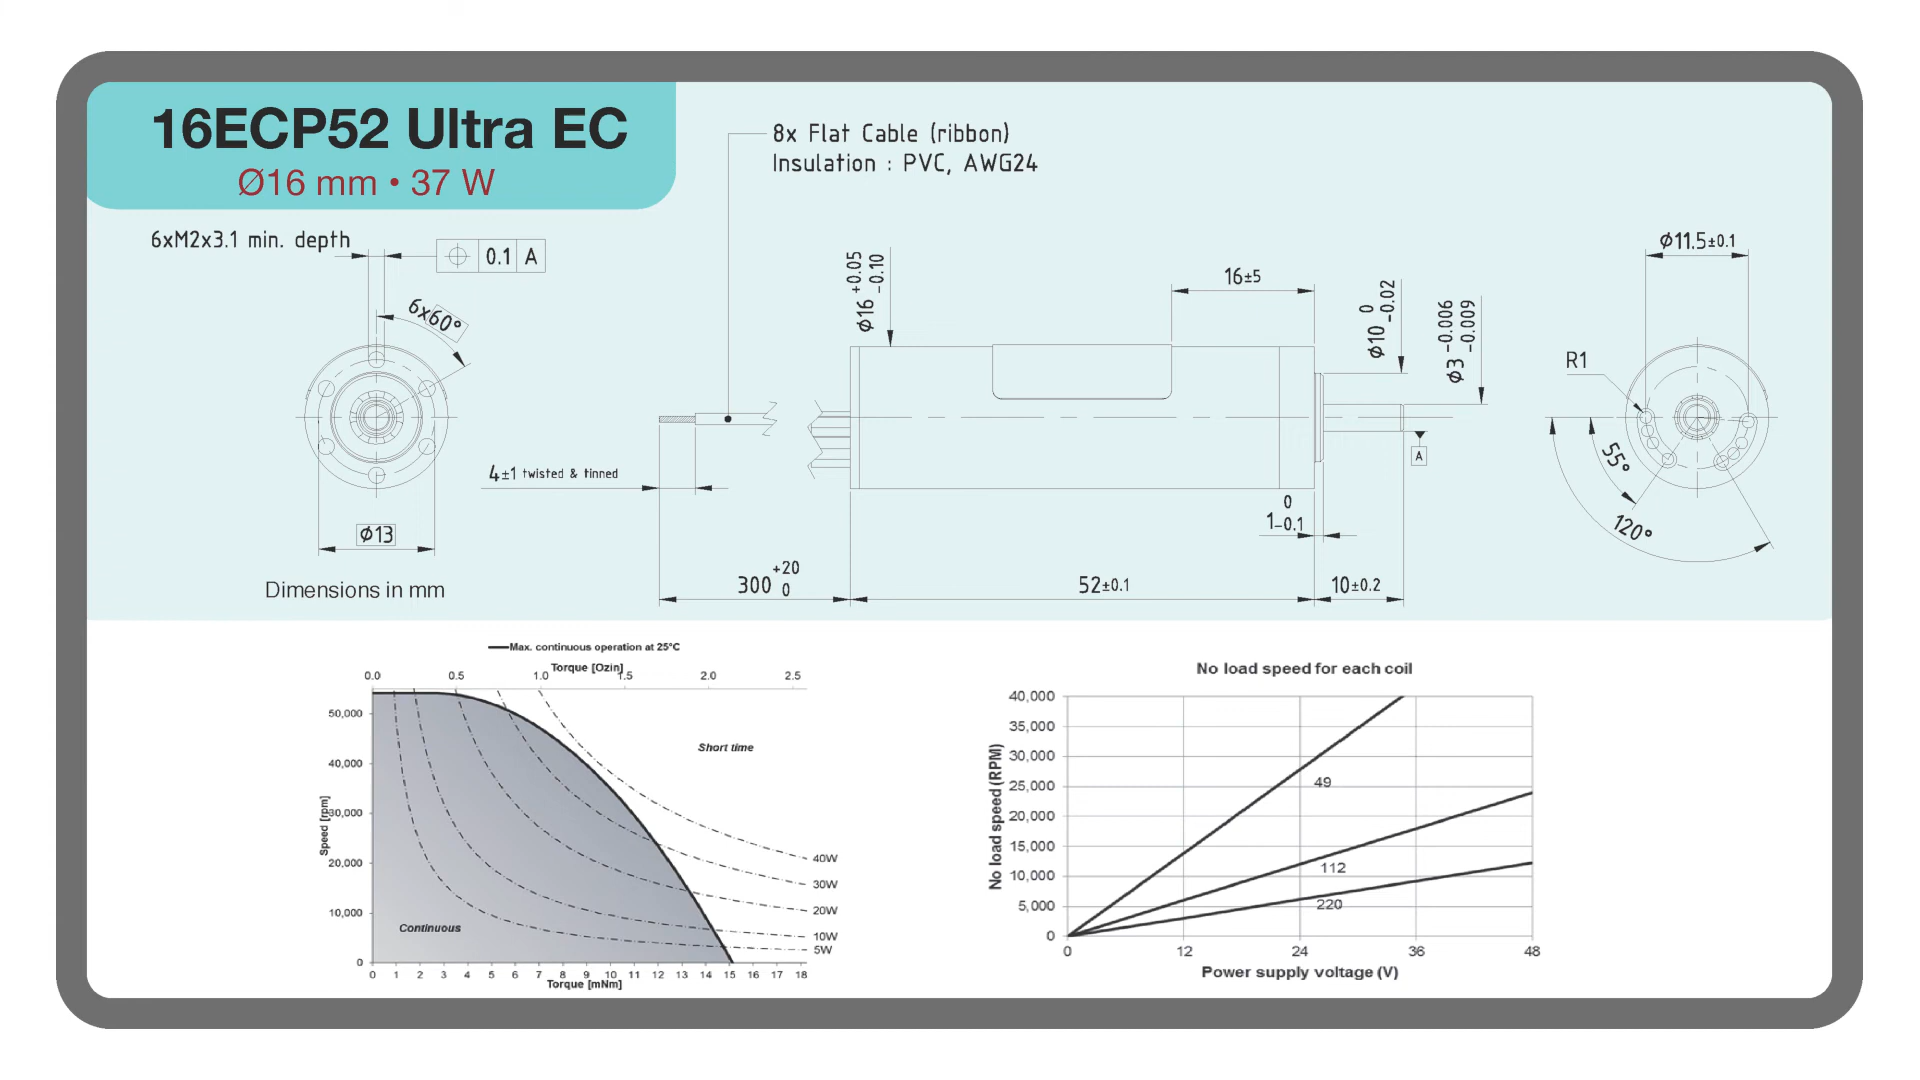 16ECP52 Ultra EC
Ø16 mm • 37 W
8x Flat Cable (ribbon)
Insulation : PVC, AWG24
6xM2x3.1 min. depth
0.1 A
6x60°
Ø13
Dimensions in mm
4±1 twisted & tinned
Ø16 +0.05 -0.10
16±5
Ø10 0 -0.02
Ø3 -0.006 -0.009
A
1 0 -0.1
300 +20 0
52±0.1
10±0.2
Ø11.5±0.1
R1
55°
120°
Max. continuous operation at 25°C
Torque [Ozin]
0.0 0.5 1.0 1.5 2.0 2.5
Speed [rpm]
50,000
40,000
30,000
20,000
10,000
0
Short time
Continuous
40W
30W
20W
10W
5W
0 1 2 3 4 5 6 7 8 9 10 11 12 13 14 15 16 17 18
Torque [mNm]
No load speed for each coil
No load speed (RPM)
40,000
35,000
30,000
25,000
20,000
15,000
10,000
5,000
0
49
112
220
0 12 24 36 48
Power supply voltage (V)